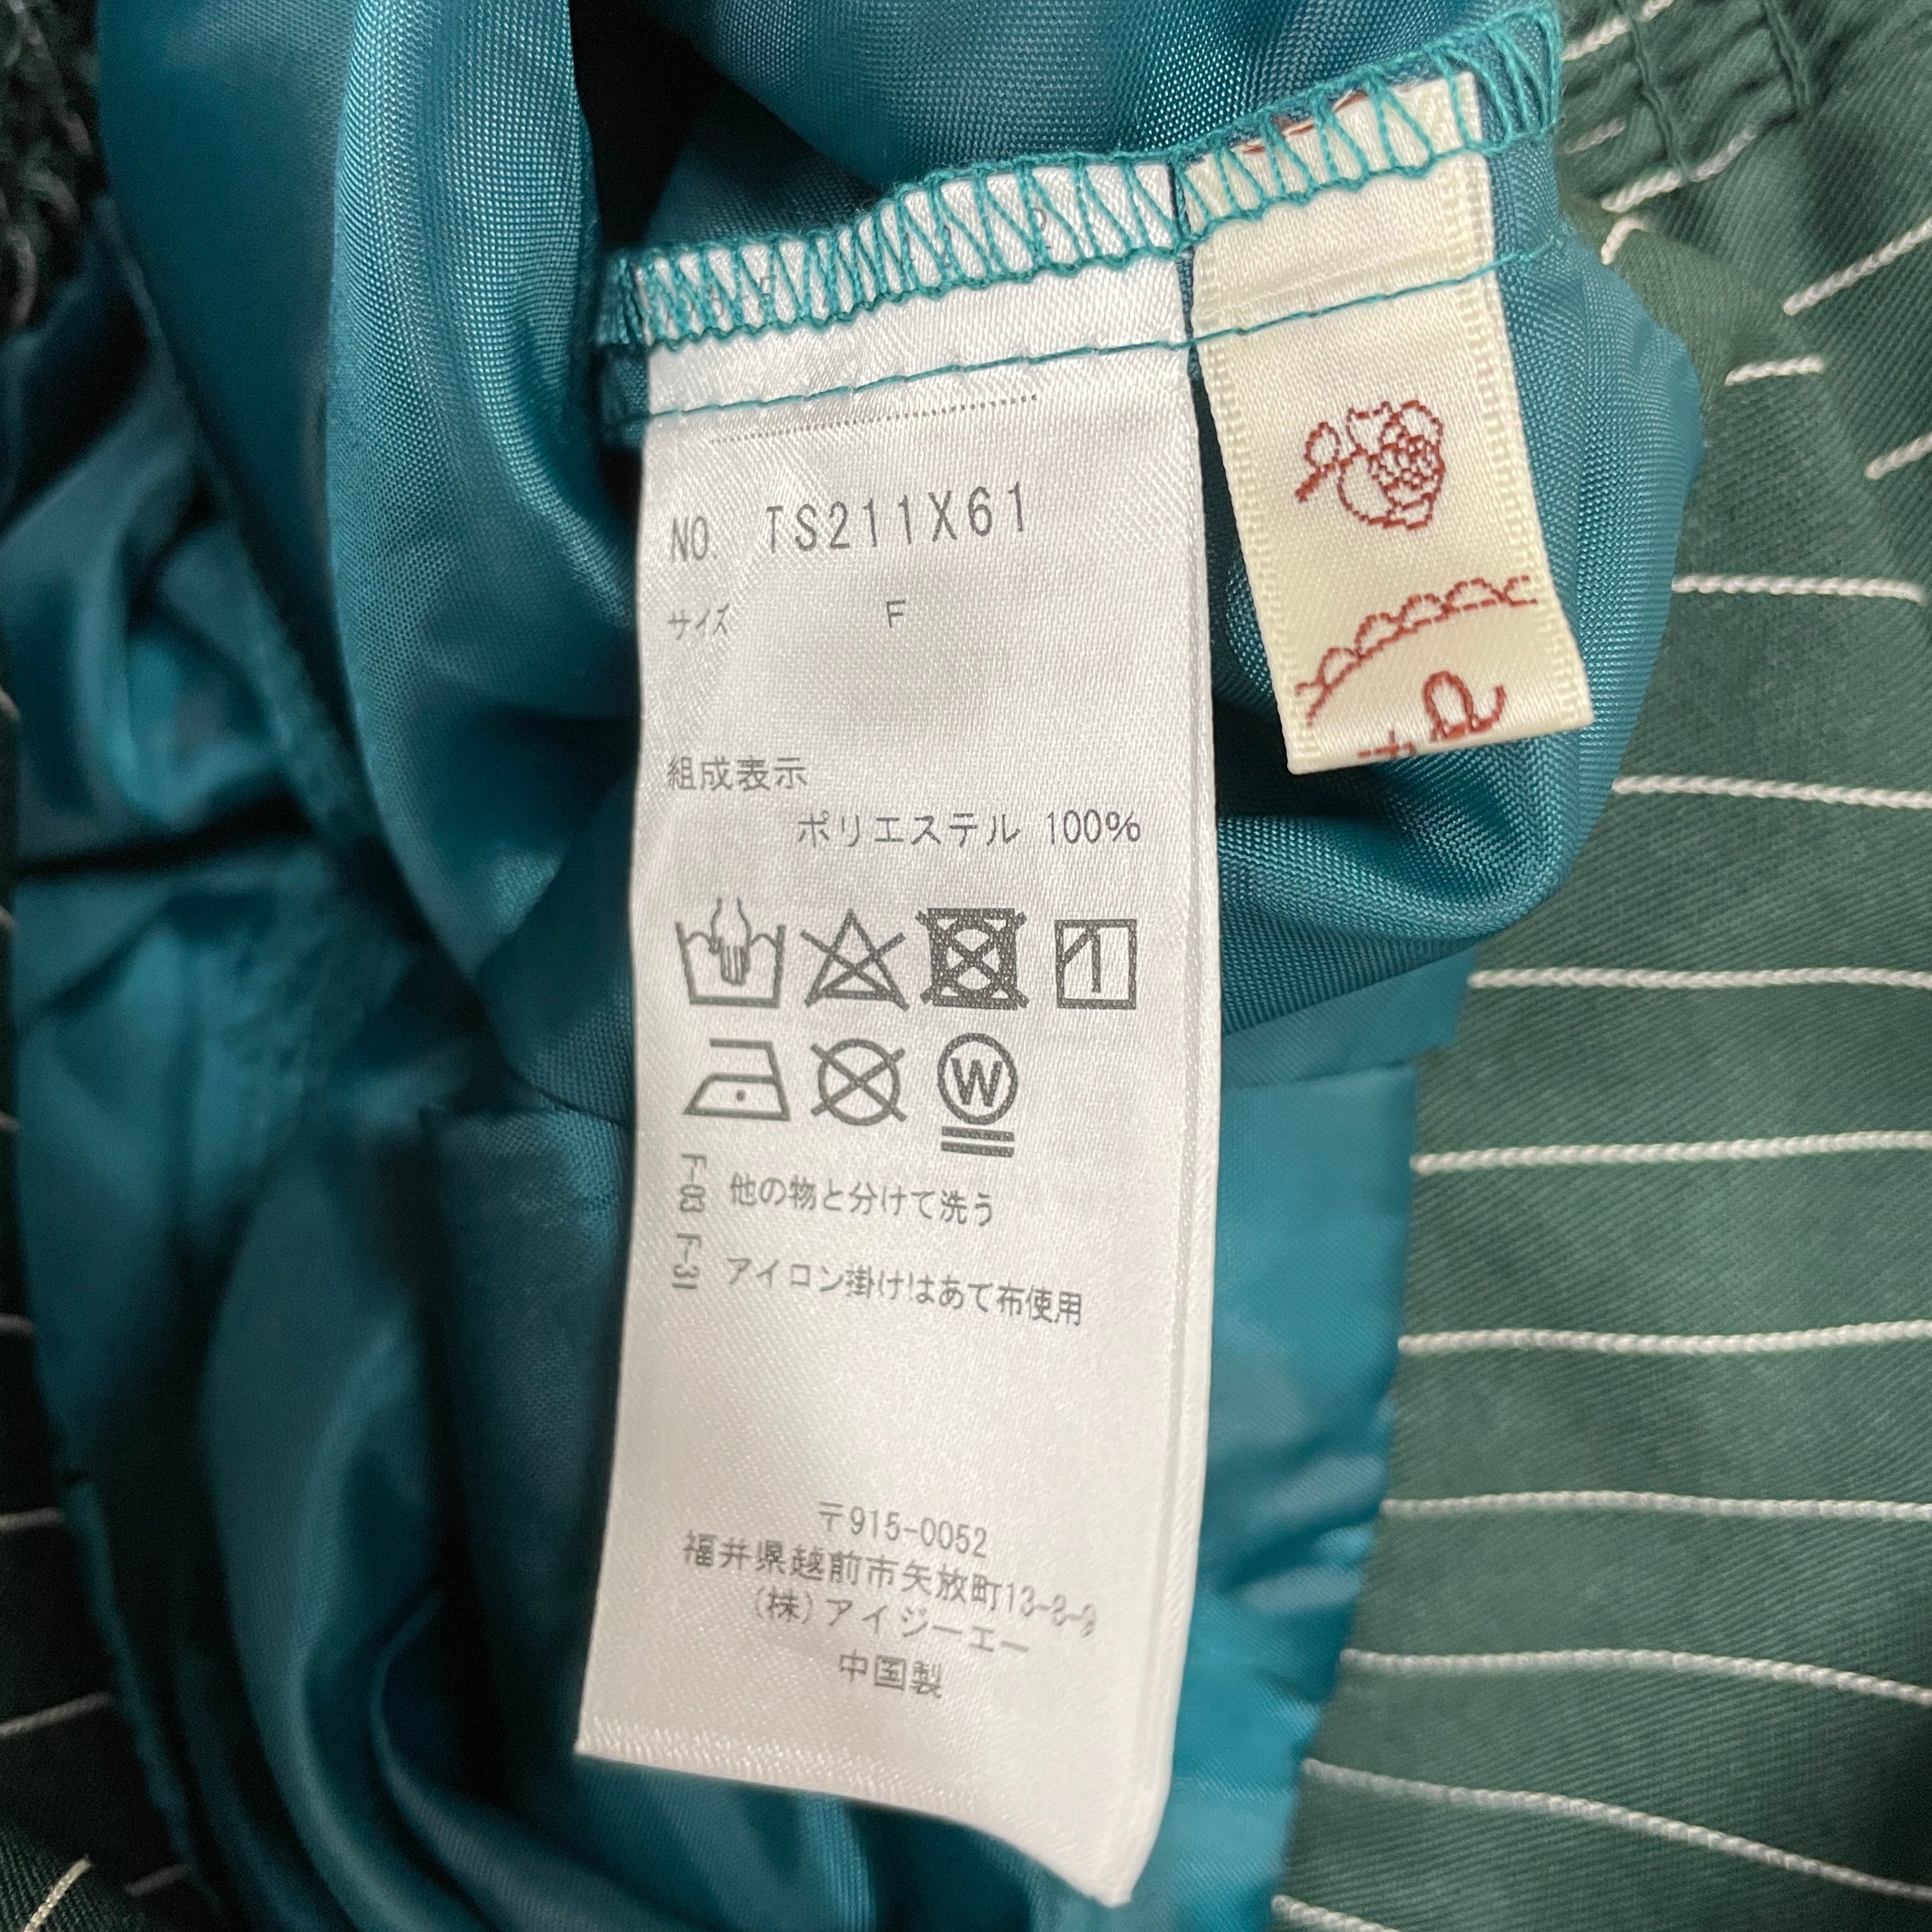 NO. TS211X61
サイズ F
組成表示
ポリエステル 100%
W
F-03 他の物と分けて洗う
F-31 アイロン掛けはあて布使用
〒915-0052
福井県越前市矢放町13-8-9
(株)アイジーエー
中国製